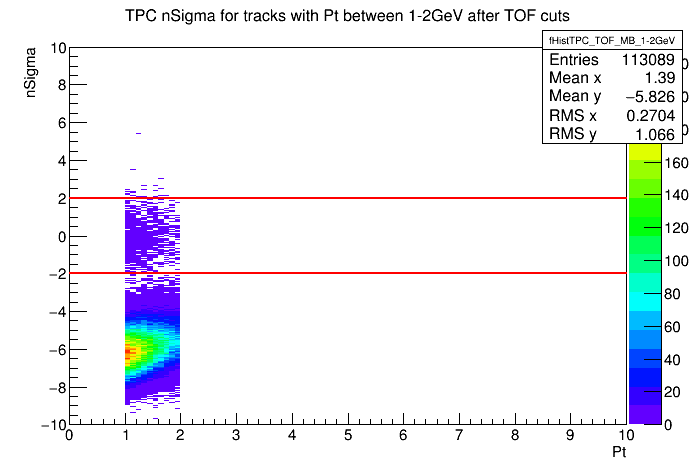 TPC nSigma for tracks with Pt between 1-2GeV after TOF cuts
fHistTPC_TOF_MB_1-2GeV
Entries 113089
Mean x 1.39
Mean y −5.826
RMS x 0.2704
RMS y 1.066
nSigma
10
8
6
4
2
0
−2
−4
−6
−8
−10
0 1 2 3 4 5 6 7 8 9 10
Pt
160
140
120
100
80
60
40
20
0